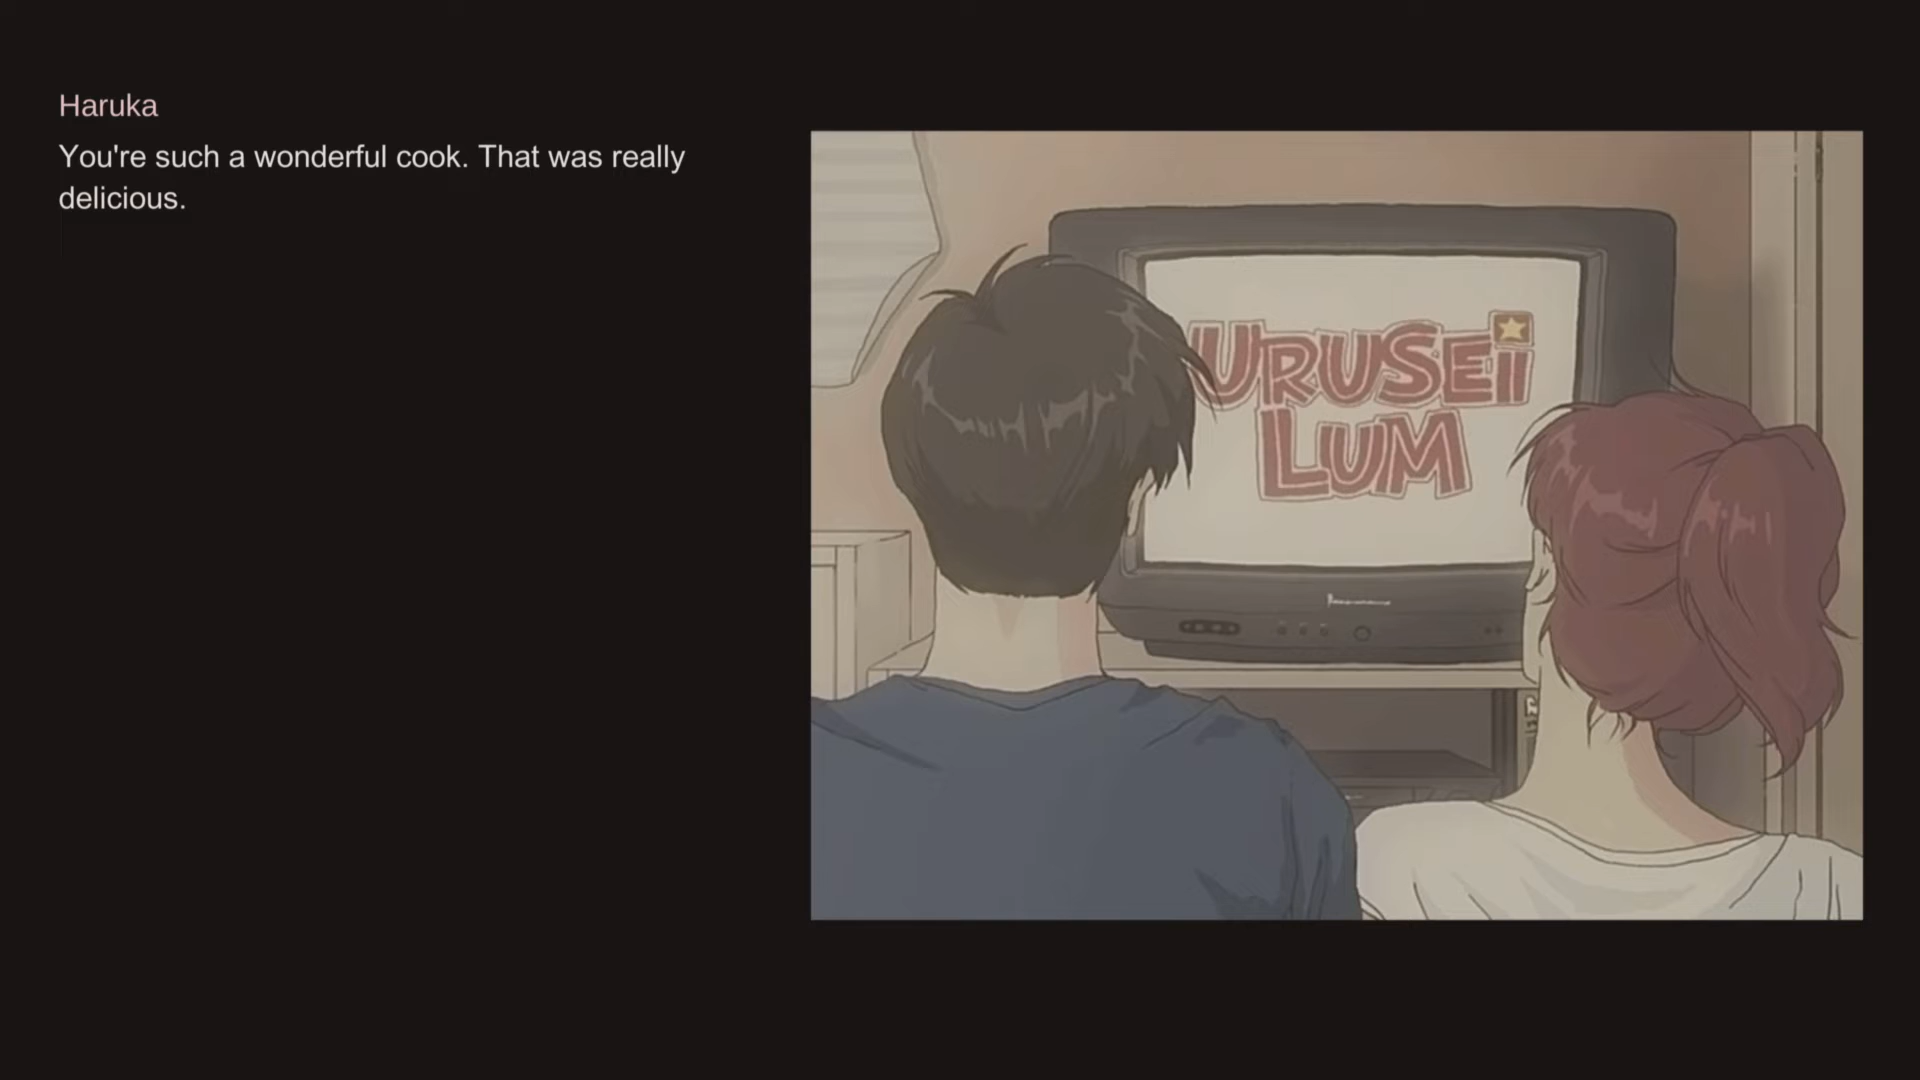 Haruka
You're such a wonderful cook. That was really
delicious.
URUSEI
LUM